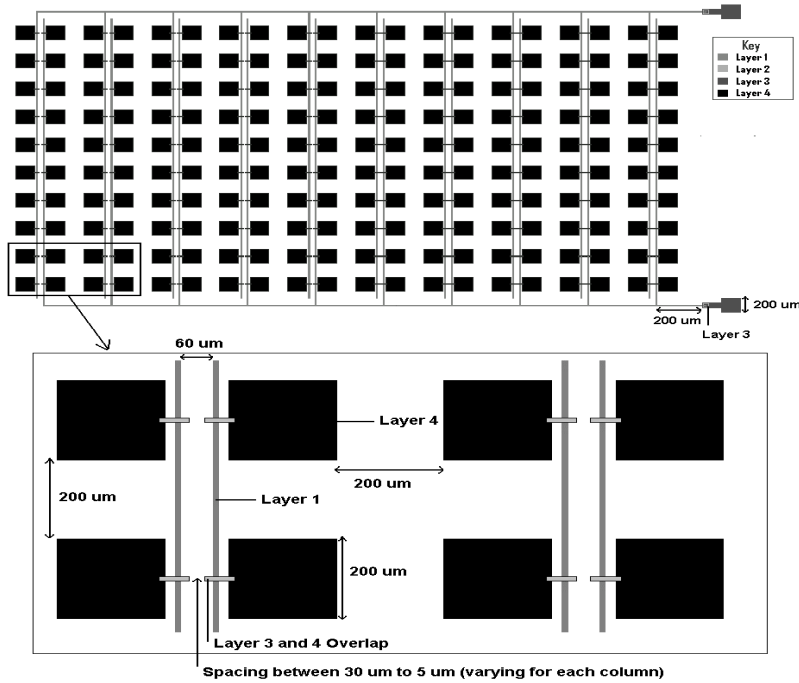 Key
Layer 1
Layer 2
Layer 3
Layer 4
200 um
200 um
Layer 3
60 um
Layer 4
200 um
200 um
Layer 1
200 um
Layer 3 and 4 Overlap
Spacing between 30 um to 5 um (varying for each column)